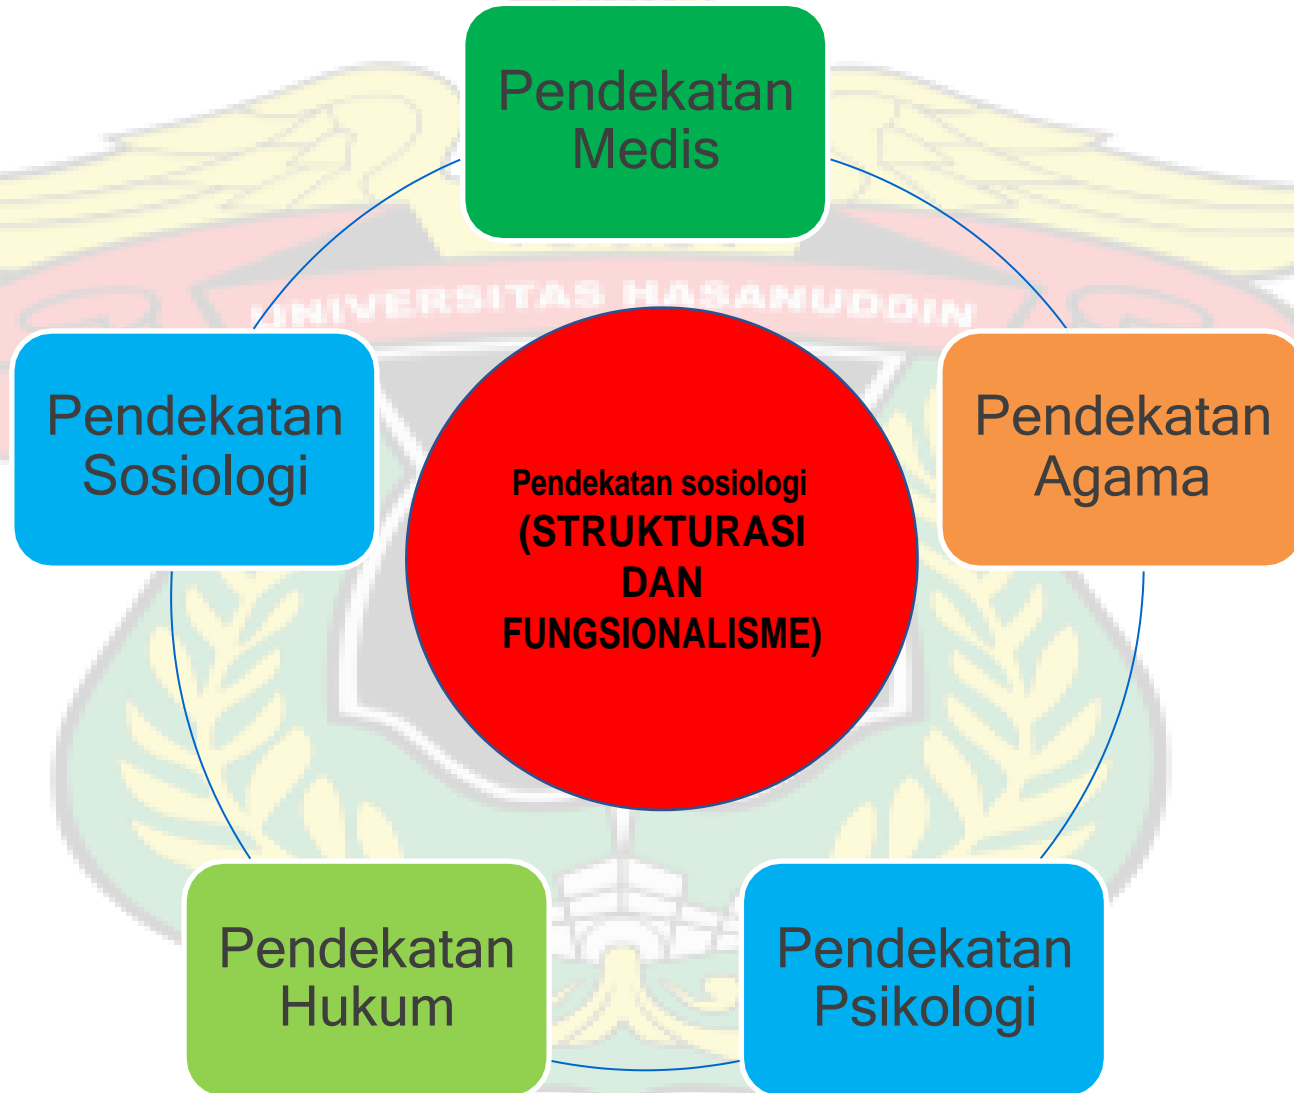 Pendekatan
Medis
UNIVERSITAS HASANUDDIN
Pendekatan
Sosiologi
Pendekatan
Agama
Pendekatan sosiologi
(STRUKTURASI
DAN
FUNGSIONALISME)
Pendekatan
Hukum
Pendekatan
Psikologi